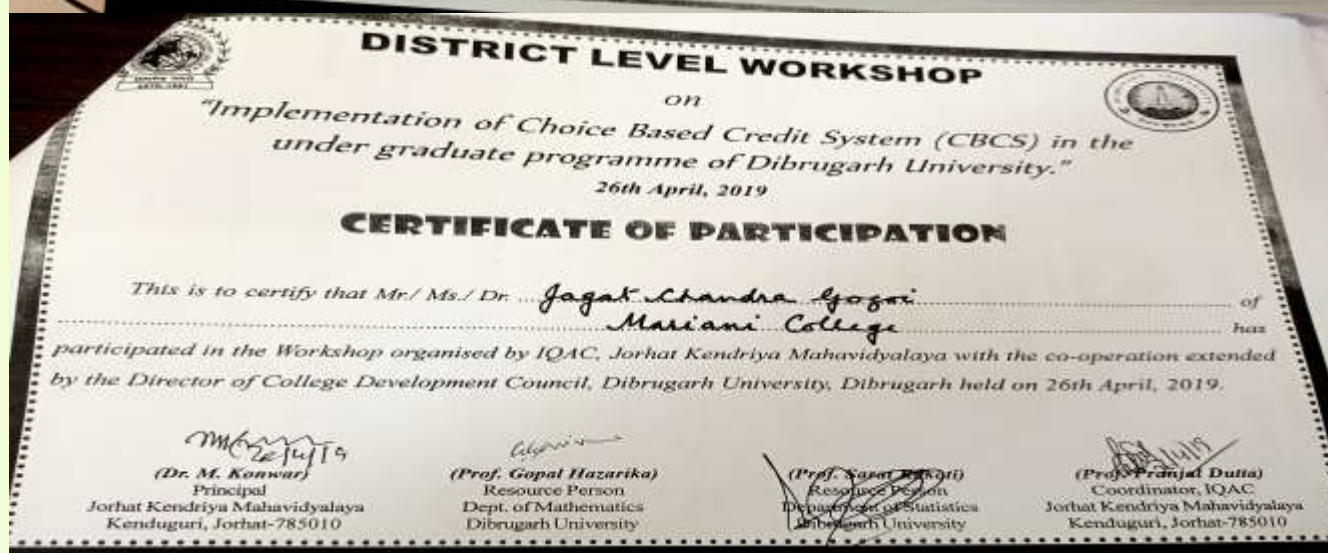 DISTRICT LEVEL WORKSHOP
on
"Implementation of Choice Based Credit System (CBCS) in the
under graduate programme of Dibrugarh University."
26th April, 2019
CERTIFICATE OF PARTICIPATION
This is to certify that Mr./ Ms./ Dr. Jagat Chandra Gogoi of
Mariani College has
participated in the Workshop organised by IQAC, Jorhat Kendriya Mahavidyalaya with the co-operation extended
by the Director of College Development Council, Dibrugarh University, Dibrugarh held on 26th April, 2019.
(Dr. M. Konwar) (Prof. Gopal Hazarika) (Prof. Sarat) (Prof. Pranjal Dutta)
Principal Resource Person Resource Person Coordinator, IQAC
Jorhat Kendriya Mahavidyalaya Dept. of Mathematics Department of Statistics Jorhat Kendriya Mahavidyalaya
Kenduguri, Jorhat-785010 Dibrugarh University Dibrugarh University Kenduguri, Jorhat-785010